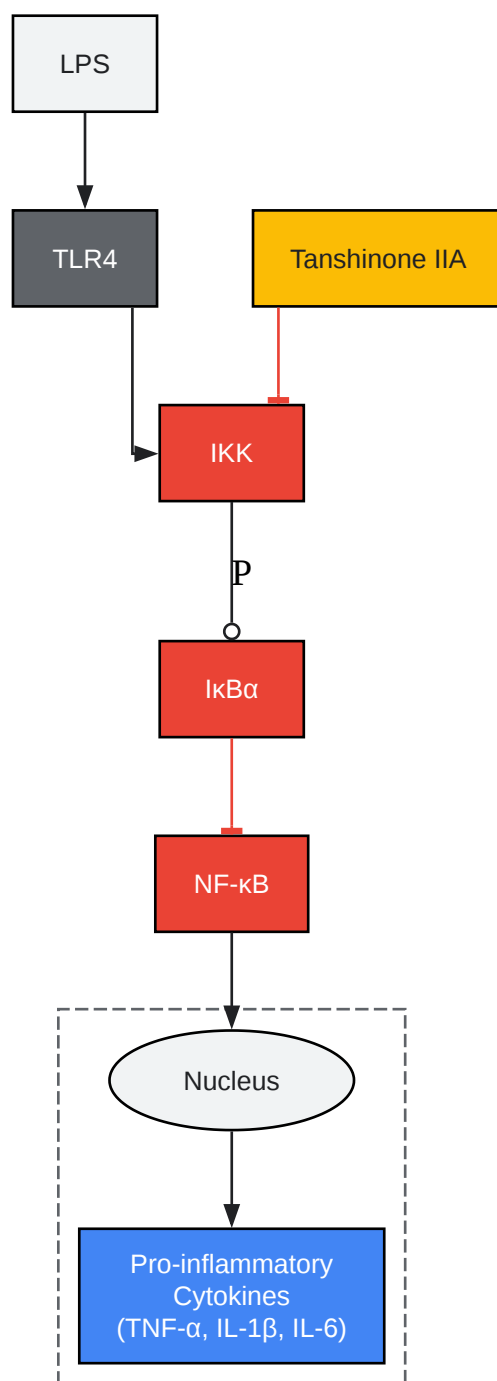 LPS
TLR4
Tanshinone IIA
IKK
P
IκBα
NF-κB
Nucleus
Pro-inflammatory
Cytokines
(TNF-α, IL-1β, IL-6)